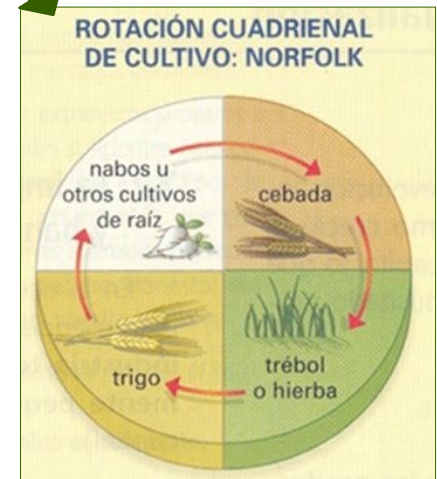 ROTACIÓN CUADRIENAL
DE CULTIVO: NORFOLK
nabos u
otros cultivos
de raíz
cebada
trigo
trébol
o hierba